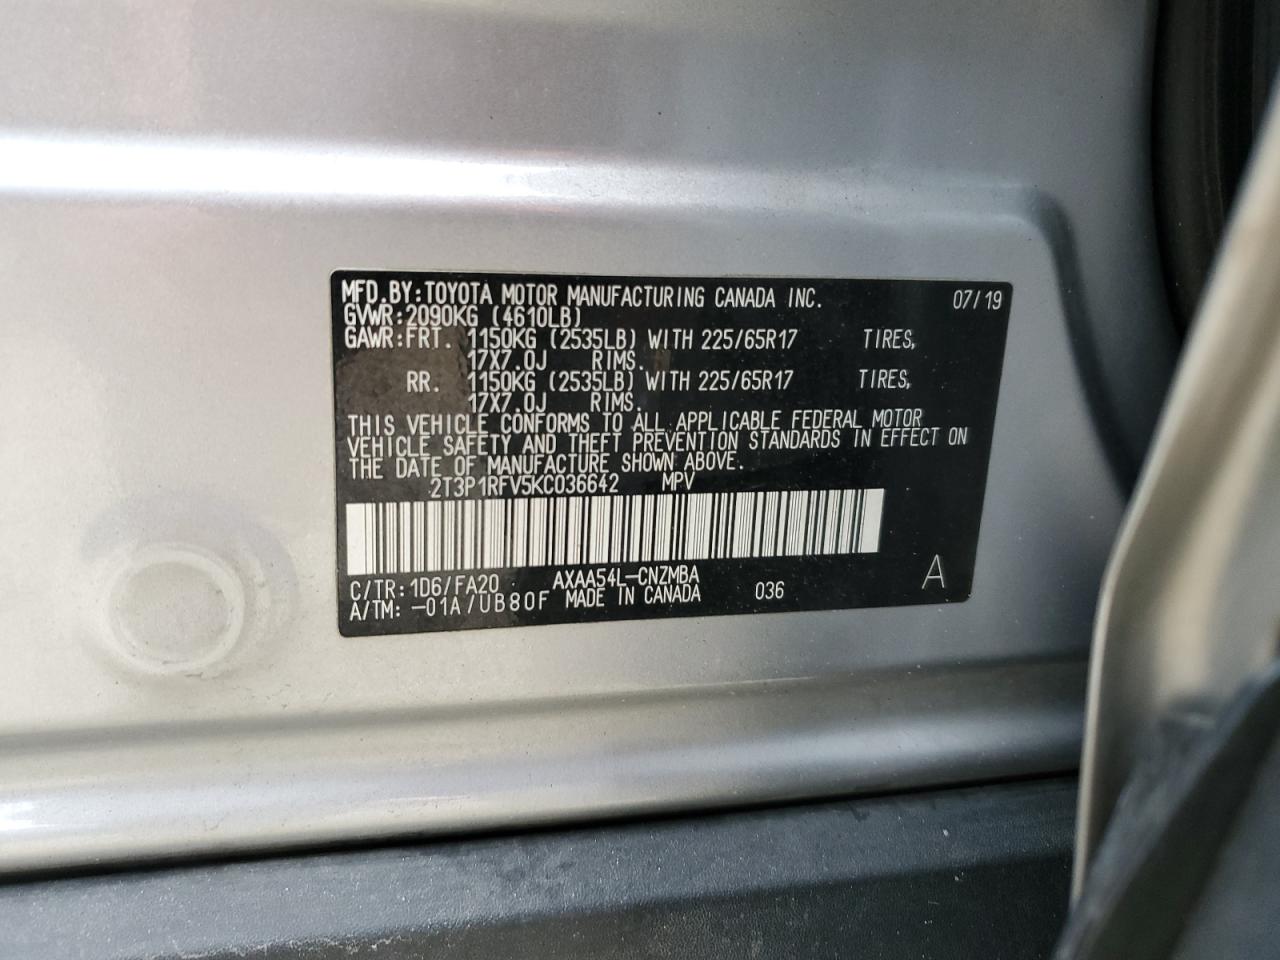 MFD.BY:TOYOTA MOTOR MANUFACTURING CANADA INC. 07/19
GVWR:2090KG (4610LB)
GAWR:FRT. 1150KG (2535LB) WITH 225/65R17 TIRES,
17X7.0J RIMS.
RR. 1150KG (2535LB) WITH 225/65R17 TIRES,
17X7.0J RIMS.
THIS VEHICLE CONFORMS TO ALL APPLICABLE FEDERAL MOTOR
VEHICLE SAFETY AND THEFT PREVENTION STANDARDS IN EFFECT ON
THE DATE OF MANUFACTURE SHOWN ABOVE.
2T3P1RFV5KC036642 MPV
C/TR: 1D6/FA20 AXAA54L-CNZMBA A
A/TM: -01A/UB80F MADE IN CANADA 036